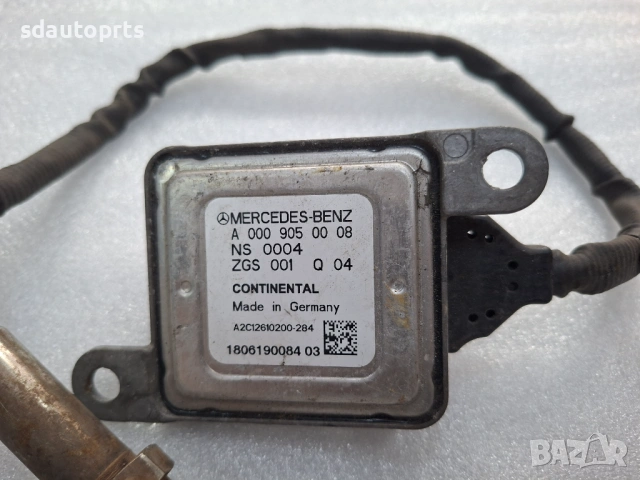 sdautoprts
MERCEDES-BENZ
A 000 905 00 08
NS 0004
ZGS 001 Q 04
CONTINENTAL
Made in Germany
A2C12610200-284
1806190084 03
BAZAR